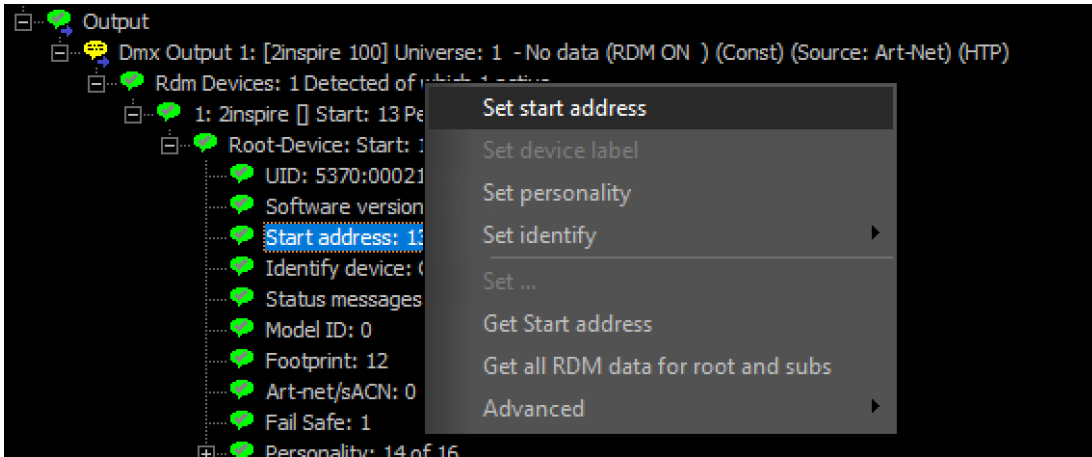 Output
Dmx Output 1: [2inspire 100] Universe: 1 - No data (RDM ON ) (Const) (Source: Art-Net) (HTP)
Rdm Devices: 1 Detected of which 1 active
1: 2inspire [] Start: 13
Root-Device: Start:
UID: 5370:00021
Software version
Start address: 13
Identify device:
Status messages
Model ID: 0
Footprint: 12
Art-net/sACN: 0
Fail Safe: 1
Personality: 14 of 16
Set start address
Set device label
Set personality
Set identify
Set ...
Get Start address
Get all RDM data for root and subs
Advanced